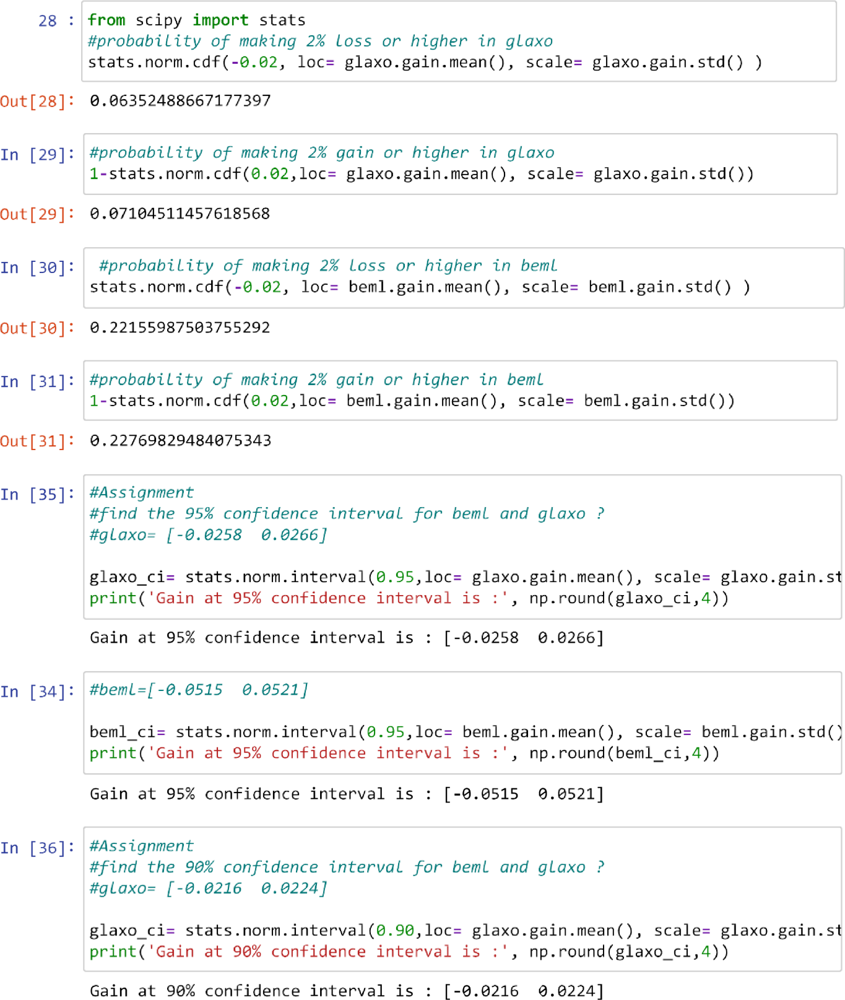 28 : from scipy import stats
#probability of making 2% loss or higher in glaxo
stats.norm.cdf(-0.02, loc= glaxo.gain.mean(), scale= glaxo.gain.std() )
Out[28]: 0.06352488667177397
In [29]: #probability of making 2% gain or higher in glaxo
1-stats.norm.cdf(0.02,loc= glaxo.gain.mean(), scale= glaxo.gain.std())
Out[29]: 0.07104511457618568
In [30]: #probability of making 2% loss or higher in beml
stats.norm.cdf(-0.02, loc= beml.gain.mean(), scale= beml.gain.std() )
Out[30]: 0.22155987503755292
In [31]: #probability of making 2% gain or higher in beml
1-stats.norm.cdf(0.02,loc= beml.gain.mean(), scale= beml.gain.std())
Out[31]: 0.22769829484075343
In [35]: #Assignment
#find the 95% confidence interval for beml and glaxo ?
#glaxo= [-0.0258  0.0266]
glaxo_ci= stats.norm.interval(0.95,loc= glaxo.gain.mean(), scale= glaxo.gain.st
print('Gain at 95% confidence interval is :', np.round(glaxo_ci,4))
Gain at 95% confidence interval is : [-0.0258  0.0266]
In [34]: #beml=[-0.0515  0.0521]
beml_ci= stats.norm.interval(0.95,loc= beml.gain.mean(), scale= beml.gain.std()
print('Gain at 95% confidence interval is :', np.round(beml_ci,4))
Gain at 95% confidence interval is : [-0.0515  0.0521]
In [36]: #Assignment
#find the 90% confidence interval for beml and glaxo ?
#glaxo= [-0.0216  0.0224]
glaxo_ci= stats.norm.interval(0.90,loc= glaxo.gain.mean(), scale= glaxo.gain.st
print('Gain at 90% confidence interval is :', np.round(glaxo_ci,4))
Gain at 90% confidence interval is : [-0.0216  0.0224]